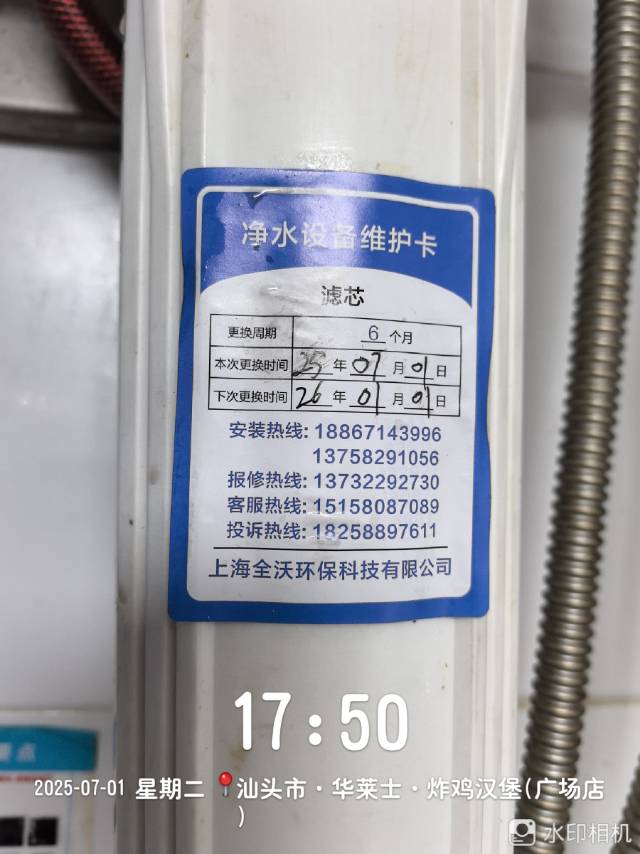 净水设备维护卡
滤芯
更换周期 6 个月
本次更换时间 25 年 07 月 01 日
下次更换时间 26 年 01 月 01 日
安装热线: 18867143996
13758291056
报修热线: 13732292730
客服热线: 15158087089
投诉热线: 18258897611
上海全沃环保科技有限公司
17:50
2025-07-01 星期二 汕头市·华莱士·炸鸡汉堡(广场店
)
水印相机